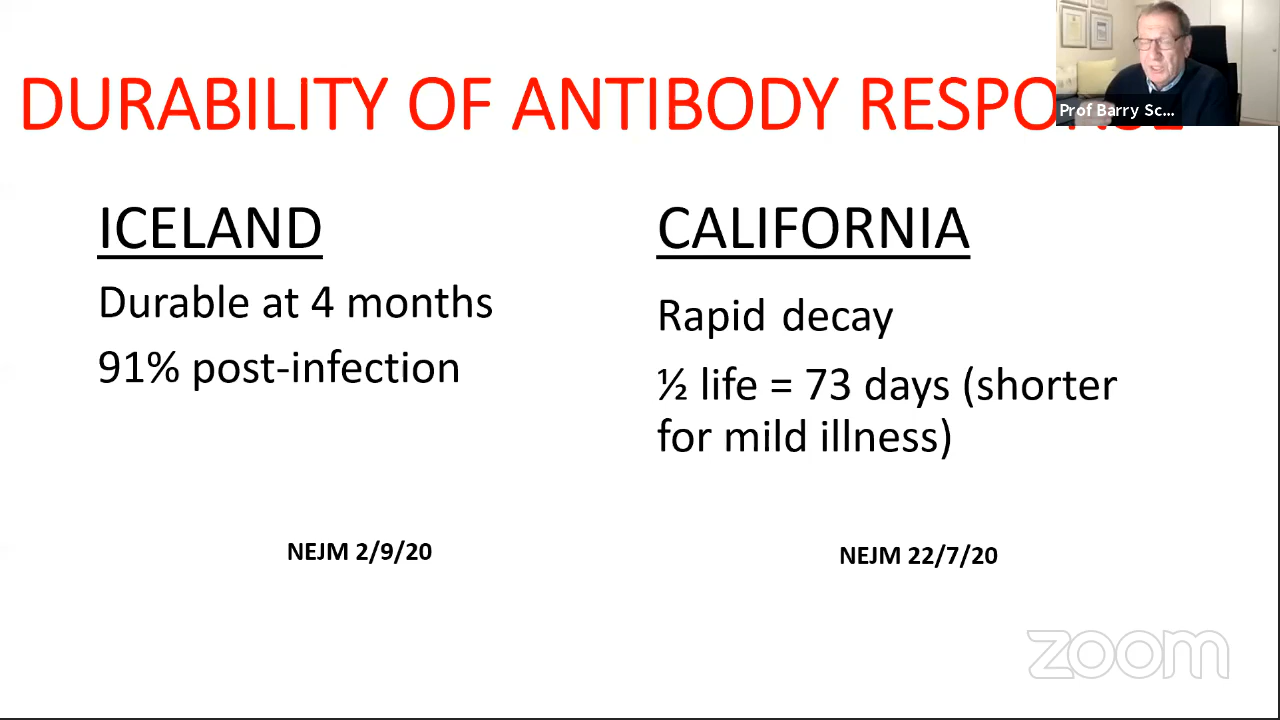 DURABILITY OF ANTIBODY
Prof Barry Sc...
ICELAND
Durable at 4 months
91% post-infection
NEJM 2/9/20
CALIFORNIA
Rapid decay
½ life = 73 days (shorter
for mild illness)
NEJM 22/7/20
zoom